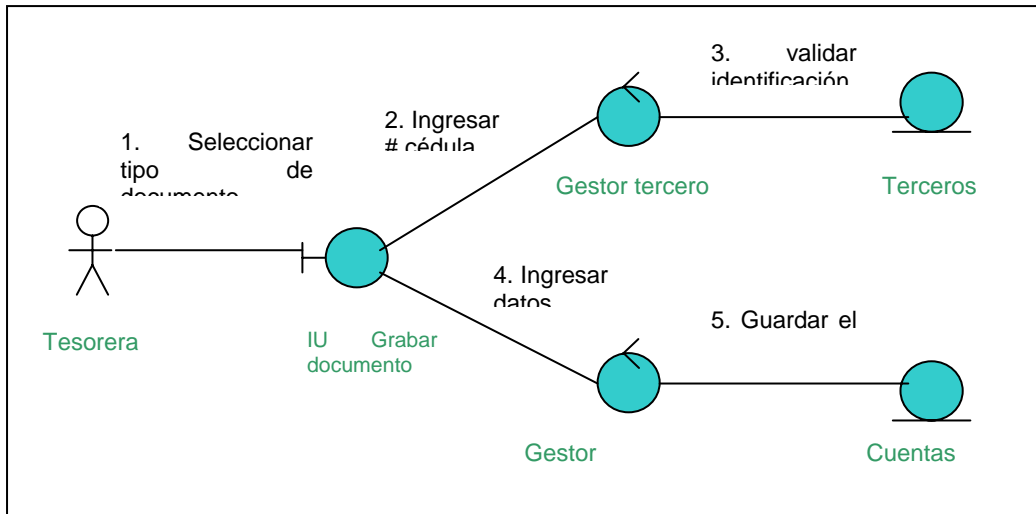 1. Seleccionar
tipo de
documento
2. Ingresar
# cédula
3. validar
identificación
Gestor tercero
Terceros
4. Ingresar
datos
5. Guardar el
Tesorera
IU Grabar
documento
Gestor
Cuentas